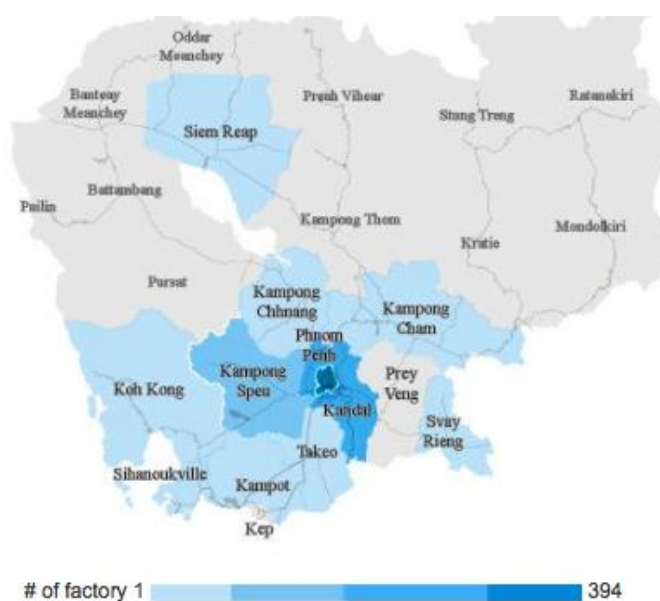 Oddar
Meanchey
Banteay
Meanchey
Preah Vihear
Ratanakiri
Stung Treng
Siem Reap
Battambang
Pailin
Kampong Thom
Mondolkiri
Kratie
Pursat
Kampong
Chhnang
Kampong
Cham
Phnom
Penh
Kampong
Speu
Koh Kong
Prey
Veng
Kandal
Svay
Rieng
Takeo
Sihanoukville
Kampot
Kep
# of factory 1 394